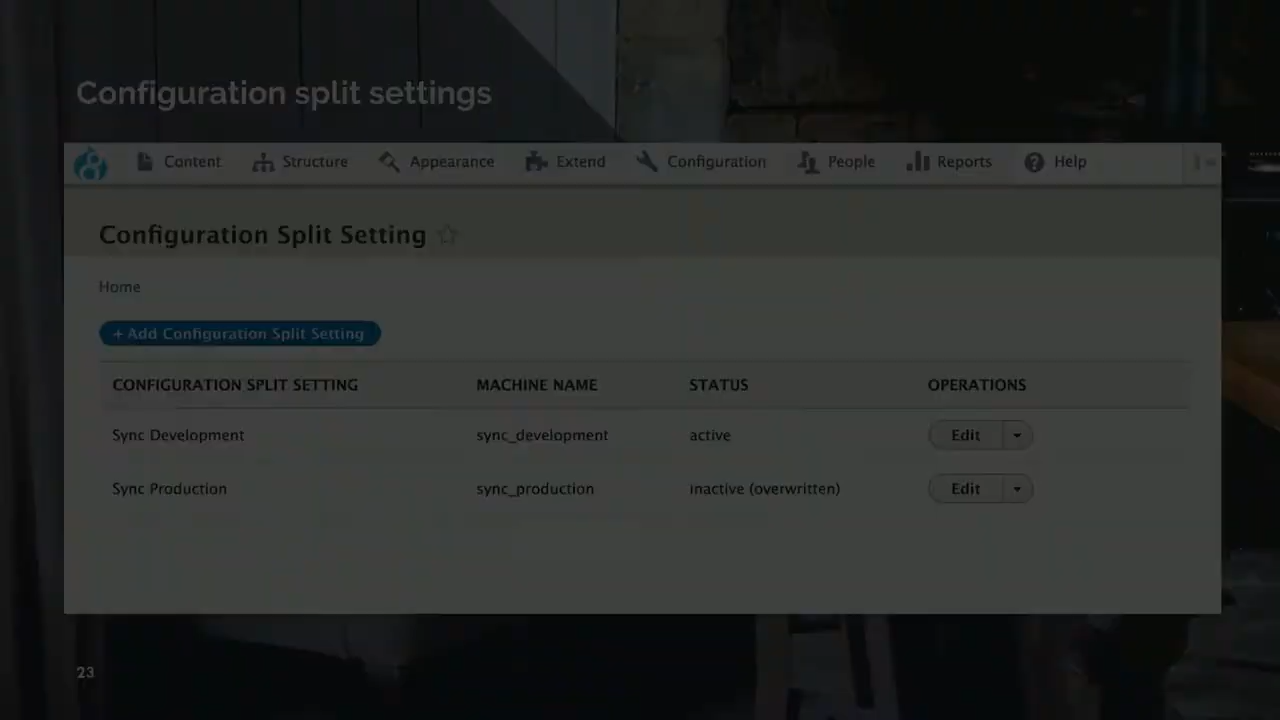 Configuration split settings
Content Structure Appearance Extend Configuration People Reports Help
Configuration Split Setting
Home
+ Add Configuration Split Setting
CONFIGURATION SPLIT SETTING MACHINE NAME STATUS OPERATIONS
Sync Development sync_development active Edit
Sync Production sync_production inactive (overwritten) Edit
23